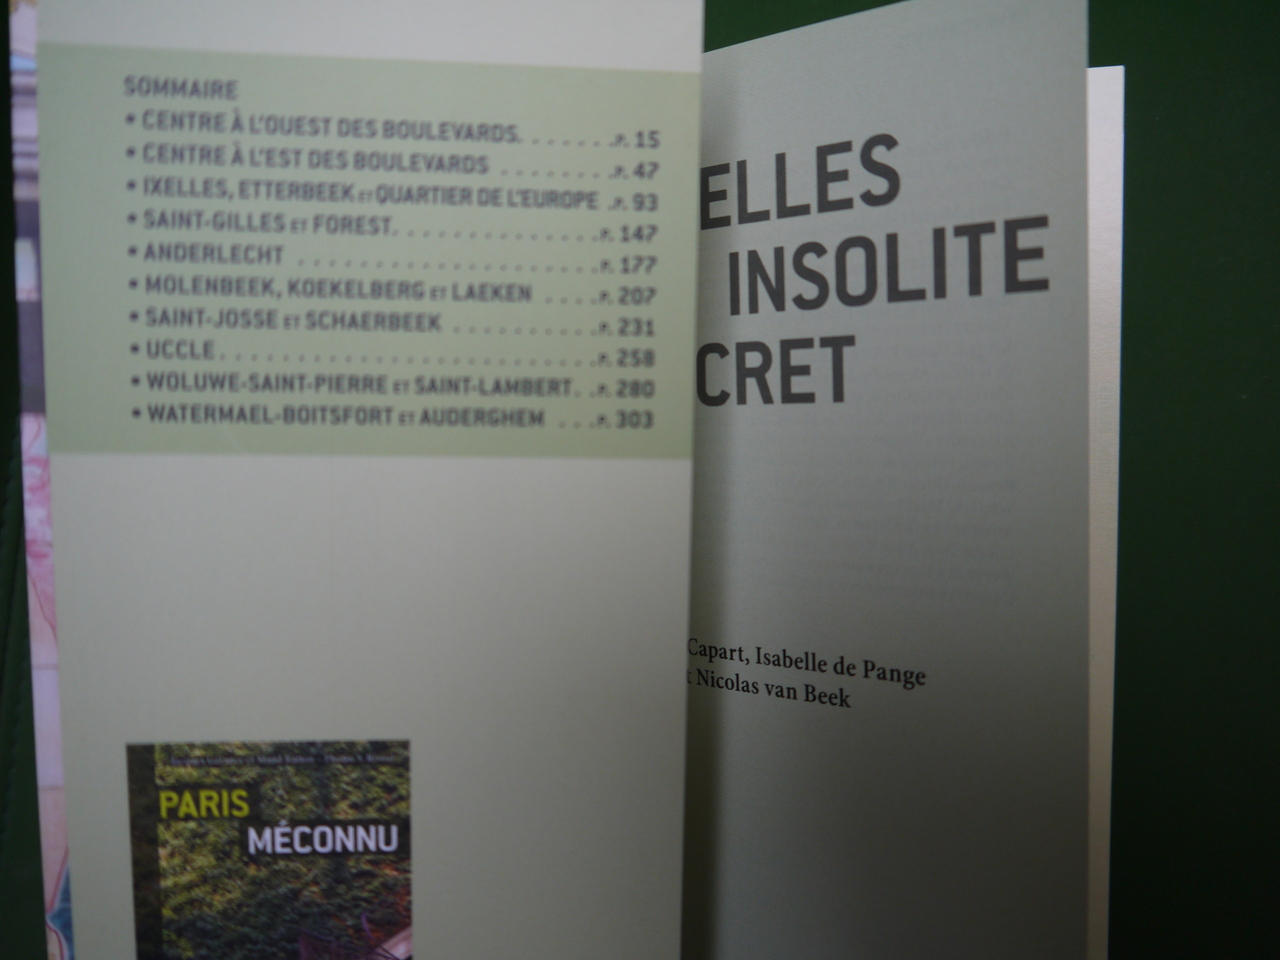 SOMMAIRE
• CENTRE À L'OUEST DES BOULEVARDS. . . . . . . .P. 15
• CENTRE À L'EST DES BOULEVARDS . . . . . . . . .P. 47
• IXELLES, ETTERBEEK ET QUARTIER DE L'EUROPE .P. 93
• SAINT-GILLES ET FOREST. . . . . . . . . . . . . . .P. 147
• ANDERLECHT . . . . . . . . . . . . . . . . . . . . . .P. 177
• MOLENBEEK, KOEKELBERG ET LAEKEN . . . .P. 207
• SAINT-JOSSE ET SCHAERBEEK . . . . . . . . . . .P. 231
• UCCLE. . . . . . . . . . . . . . . . . . . . . . . . . . . .P. 258
• WOLUWE-SAINT-PIERRE ET SAINT-LAMBERT. .P. 280
• WATERMAEL-BOITSFORT ET AUDERGHEM . . .P. 303
PARIS
MÉCONNU
ELLES
INSOLITE
CRET
Capart, Isabelle de Pange
t Nicolas van Beek